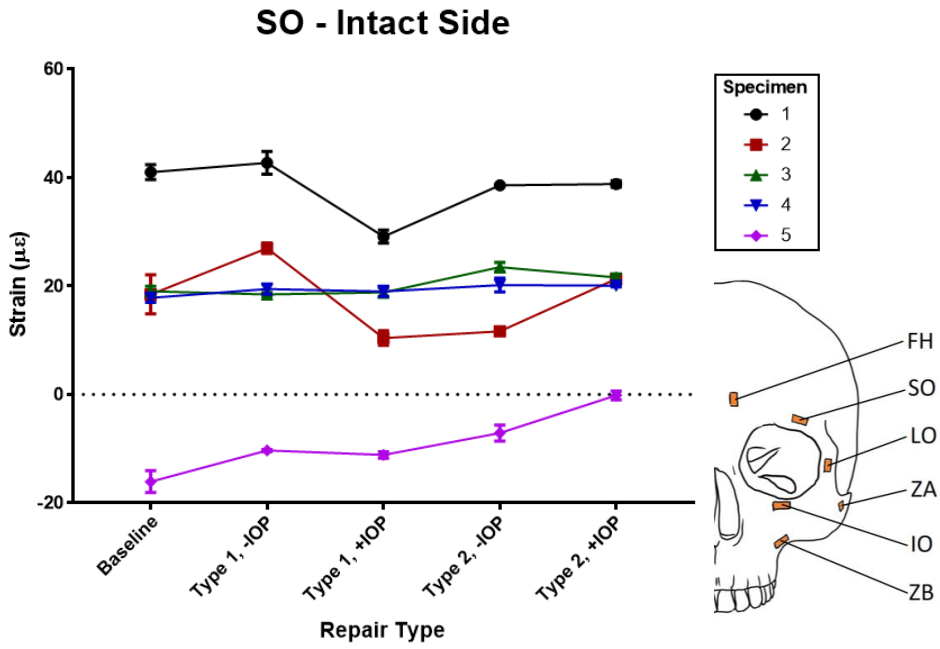 SO - Intact Side
Strain (με)
60
40
20
0
-20
Baseline
Type 1, -IOP
Type 1, +IOP
Type 2, -IOP
Type 2, +IOP
Repair Type
Specimen
1
2
3
4
5
FH
SO
LO
ZA
IO
ZB